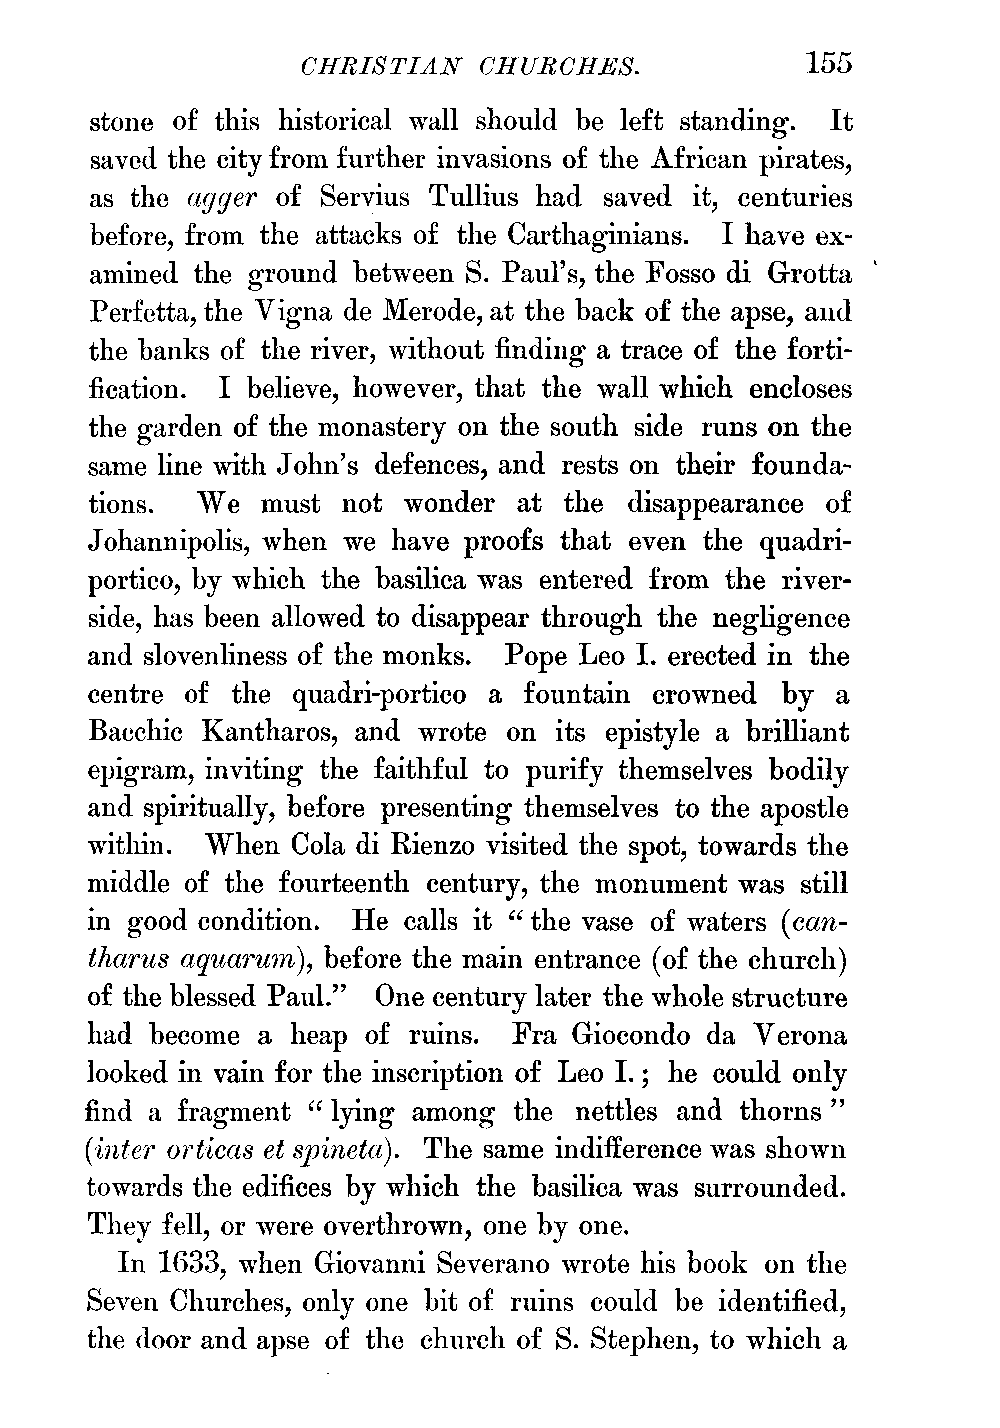 CHRISTIAN CHURCHES. 155
stone of this historical wall should be left standing. It
saved the city from further invasions of the African pirates,
as the agger of Servius Tullius had saved it, centuries
before, from the attacks of the Carthaginians. I have ex-
amined the ground between S. Paul's, the Fosso di Grotta
Perfetta, the Vigna de Merode, at the back of the apse, and
the banks of the river, without finding a trace of the forti-
fication. I believe, however, that the wall which encloses
the garden of the monastery on the south side runs on the
same line with John's defences, and rests on their founda-
tions. We must not wonder at the disappearance of
Johannipolis, when we have proofs that even the quadri-
portico, by which the basilica was entered from the river-
side, has been allowed to disappear through the negligence
and slovenliness of the monks. Pope Leo I. erected in the
centre of the quadri-portico a fountain crowned by a
Bacchic Kantharos, and wrote on its epistyle a brilliant
epigram, inviting the faithful to purify themselves bodily
and spiritually, before presenting themselves to the apostle
within. When Cola di Rienzo visited the spot, towards the
middle of the fourteenth century, the monument was still
in good condition. He calls it “ the vase of waters (can-
tharus aquarum), before the main entrance (of the church)
of the blessed Paul.” One century later the whole structure
had become a heap of ruins. Fra Giocondo da Verona
looked in vain for the inscription of Leo I. ; he could only
find a fragment “ lying among the nettles and thorns ”
(inter orticas et spineta). The same indifference was shown
towards the edifices by which the basilica was surrounded.
They fell, or were overthrown, one by one.
In 1633, when Giovanni Severano wrote his book on the
Seven Churches, only one bit of ruins could be identified,
the door and apse of the church of S. Stephen, to which a